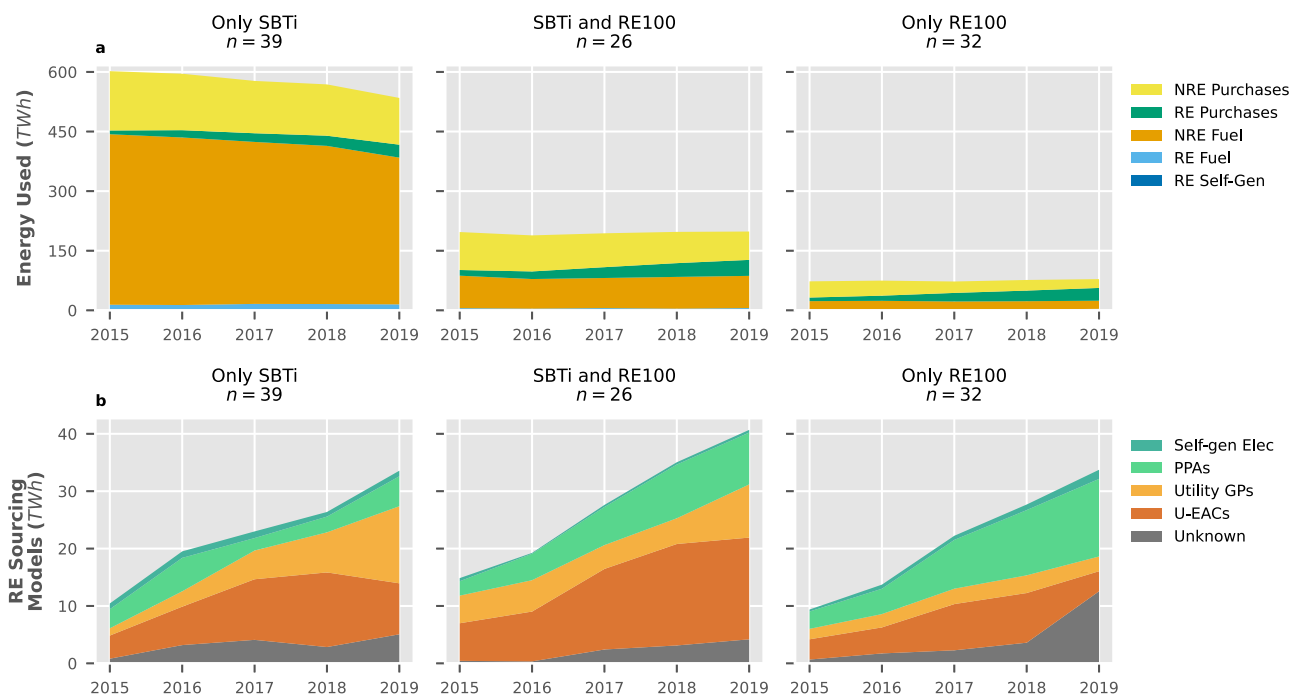 Only SBTi
n = 39
SBTi and RE100
n = 26
Only RE100
n = 32
a
Energy Used (TWh)
600
450
300
150
0
2015 2016 2017 2018 2019
2015 2016 2017 2018 2019
2015 2016 2017 2018 2019
NRE Purchases
RE Purchases
NRE Fuel
RE Fuel
RE Self-Gen
Only SBTi
n = 39
SBTi and RE100
n = 26
Only RE100
n = 32
b
RE Sourcing
Models (TWh)
40
30
20
10
0
2015 2016 2017 2018 2019
2015 2016 2017 2018 2019
2015 2016 2017 2018 2019
Self-gen Elec
PPAs
Utility GPs
U-EACs
Unknown